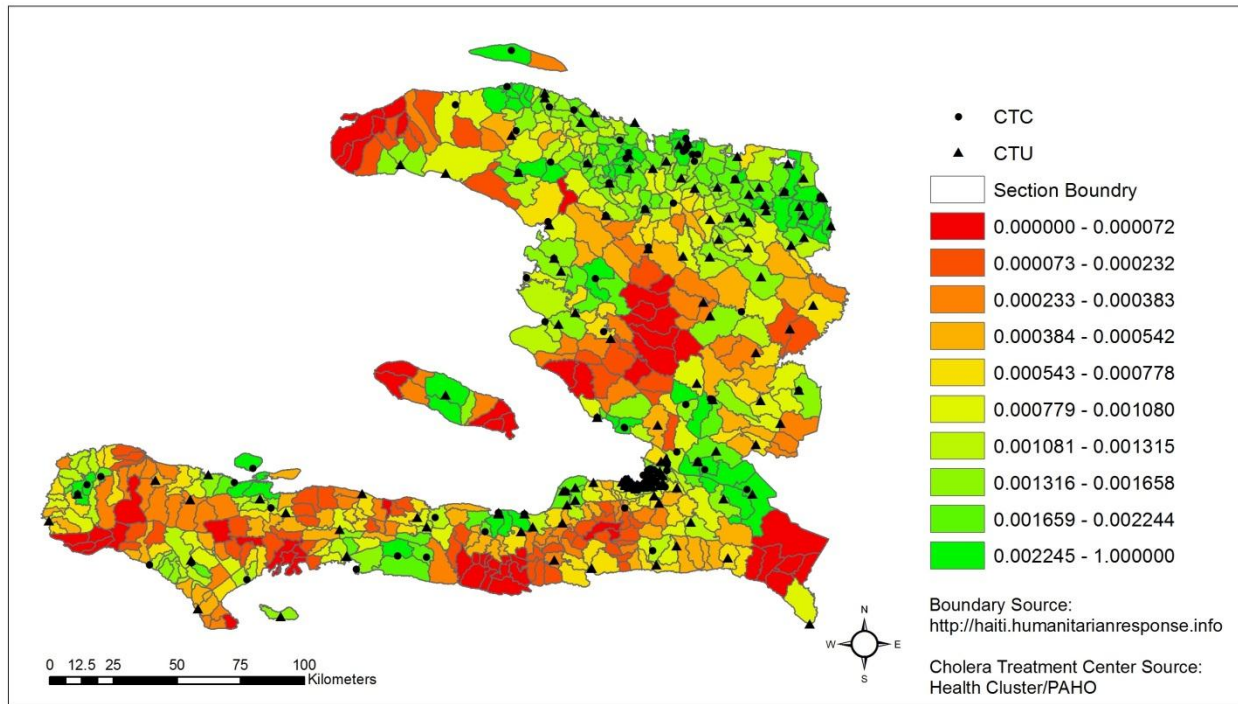 CTC
CTU
Section Boundry
0.000000 - 0.000072
0.000073 - 0.000232
0.000233 - 0.000383
0.000384 - 0.000542
0.000543 - 0.000778
0.000779 - 0.001080
0.001081 - 0.001315
0.001316 - 0.001658
0.001659 - 0.002244
0.002245 - 1.000000
Boundary Source:
http://haiti.humanitarianresponse.info
Cholera Treatment Center Source:
Health Cluster/PAHO
N
W E
S
0 12.5 25 50 75 100
Kilometers